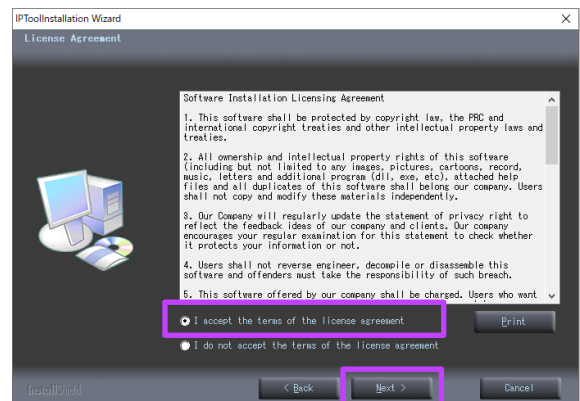 IPToolInstallation Wizard
License Agreement
Software Installation Licensing Agreement
1. This software shall be protected by copyright law, the PRC and
international copyright treaties and other intellectual property laws and
treaties.
2. All ownership and intellectual property rights of this software
(including but not limited to any images, pictures, cartoons, record,
music, letters and additional program (dll, exe, etc), attached help
files and all duplicates of this software shall belong our company. Users
shall not copy and modify these materials independently.
3. Our Company will regularly update the statement of privacy right to
reflect the feedback ideas of our company and clients. Our company
encourages your regular examination for this statement to check whether
it protects your information or not.
4. Users shall not reverse engineer, decompile or disassemble this
software and offenders must take the responsibility of such breach.
5. This software offered by our company shall be charged. Users who want
I accept the terms of the license agreement
Print
I do not accept the terms of the license agreement
InstallShield
< Back
Next >
Cancel